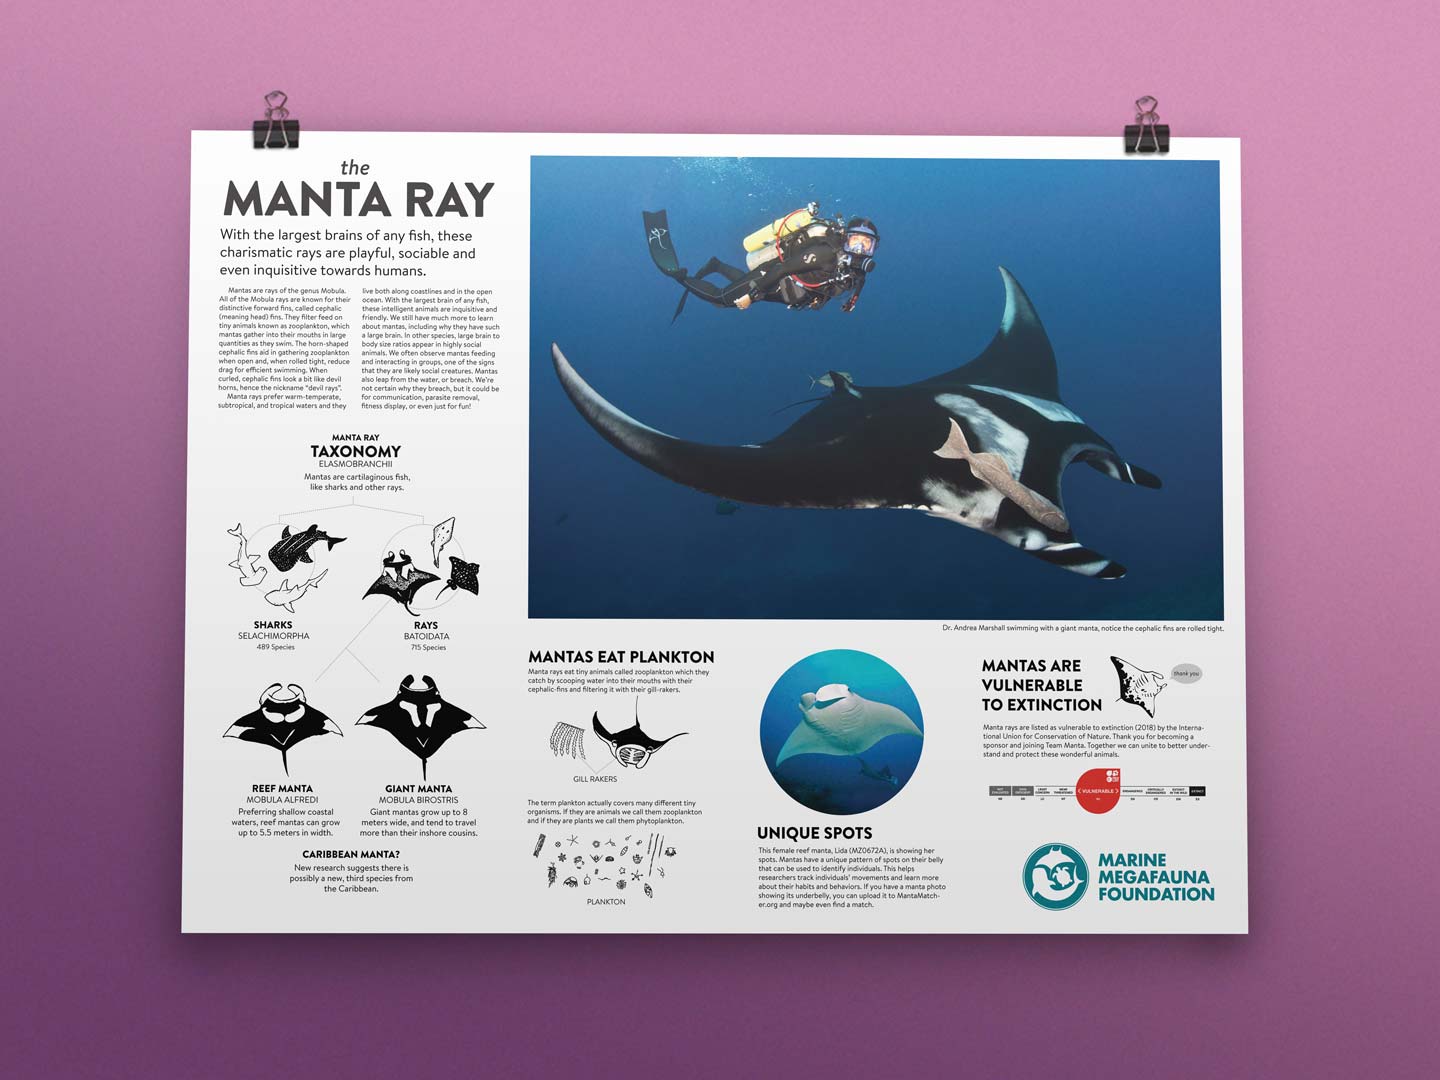 the
MANTA RAY
With the largest brains of any fish, these
charismatic rays are playful, sociable and
even inquisitive towards humans.
Mantas are rays of the genus Mobula.
All of the Mobula rays are known for their
distinctive forward fins, called cephalic
(meaning head) fins. They filter feed on
tiny animals known as zooplankton, which
mantas gather into their mouths in large
quantities as they swim. The horn-shaped
cephalic fins aid in gathering zooplankton
when open and, when rolled tight, reduce
drag for efficient swimming. When
curled, cephalic fins look a bit like devil
horns, hence the nickname "devil rays".
Manta rays prefer warm-temperate,
subtropical, and tropical waters and they
live both along coastlines and in the open
ocean. With the largest brain of any fish,
these intelligent animals are inquisitive and
friendly. We still have much more to learn
about mantas, including why they have such
a large brain. In other species, large brain to
body size ratios appear in highly social
animals. We often observe mantas feeding
and interacting in groups, one of the signs
that they are likely social creatures. Mantas
also leap from the water, or breach. We're
not certain why they breach, but it could be
for communication, parasite removal,
fitness display, or even just for fun!
Dr. Andrea Marshall swimming with a giant manta, notice the cephalic fins are rolled tight.
MANTA RAY
TAXONOMY
ELASMOBRANCHII
Mantas are cartilaginous fish,
like sharks and other rays.
SHARKS
SELACHIMORPHA
489 Species
RAYS
BATOIDATA
715 Species
REEF MANTA
MOBULA ALFREDI
Preferring shallow coastal
waters, reef mantas can grow
up to 5.5 meters in width.
GIANT MANTA
MOBULA BIROSTRIS
Giant mantas grow up to 8
meters wide, and tend to travel
more than their inshore cousins.
CARIBBEAN MANTA?
New research suggests there is
possibly a new, third species from
the Caribbean.
MANTAS EAT PLANKTON
Manta rays eat tiny animals called zooplankton which they
catch by scooping water into their mouths with their
cephalic-fins and filtering it with their gill-rakers.
GILL RAKERS
The term plankton actually covers many different tiny
organisms. If they are animals we call them zooplankton
and if they are plants we call them phytoplankton.
PLANKTON
UNIQUE SPOTS
This female reef manta, Lida (MZ0672A), is showing her
spots. Mantas have a unique pattern of spots on their belly
that can be used to identify individuals. This helps
researchers track individuals' movements and learn more
about their habits and behaviors. If you have a manta photo
showing its underbelly, you can upload it to MantaMatch-
er.org and maybe even find a match.
MANTAS ARE
VULNERABLE
TO EXTINCTION
thank you
Manta rays are listed as vulnerable to extinction (2018) by the Interna-
tional Union for Conservation of Nature. Thank you for becoming a
sponsor and joining Team Manta. Together we can unite to better under-
stand and protect these wonderful animals.
NOT EVALUATED
DATA DEFICIENT
LEAST CONCERN
NEAR THREATENED
VULNERABLE
ENDANGERED
CRITICALLY ENDANGERED
EXTINCT IN THE WILD
EXTINCT
MARINE
MEGAFAUNA
FOUNDATION